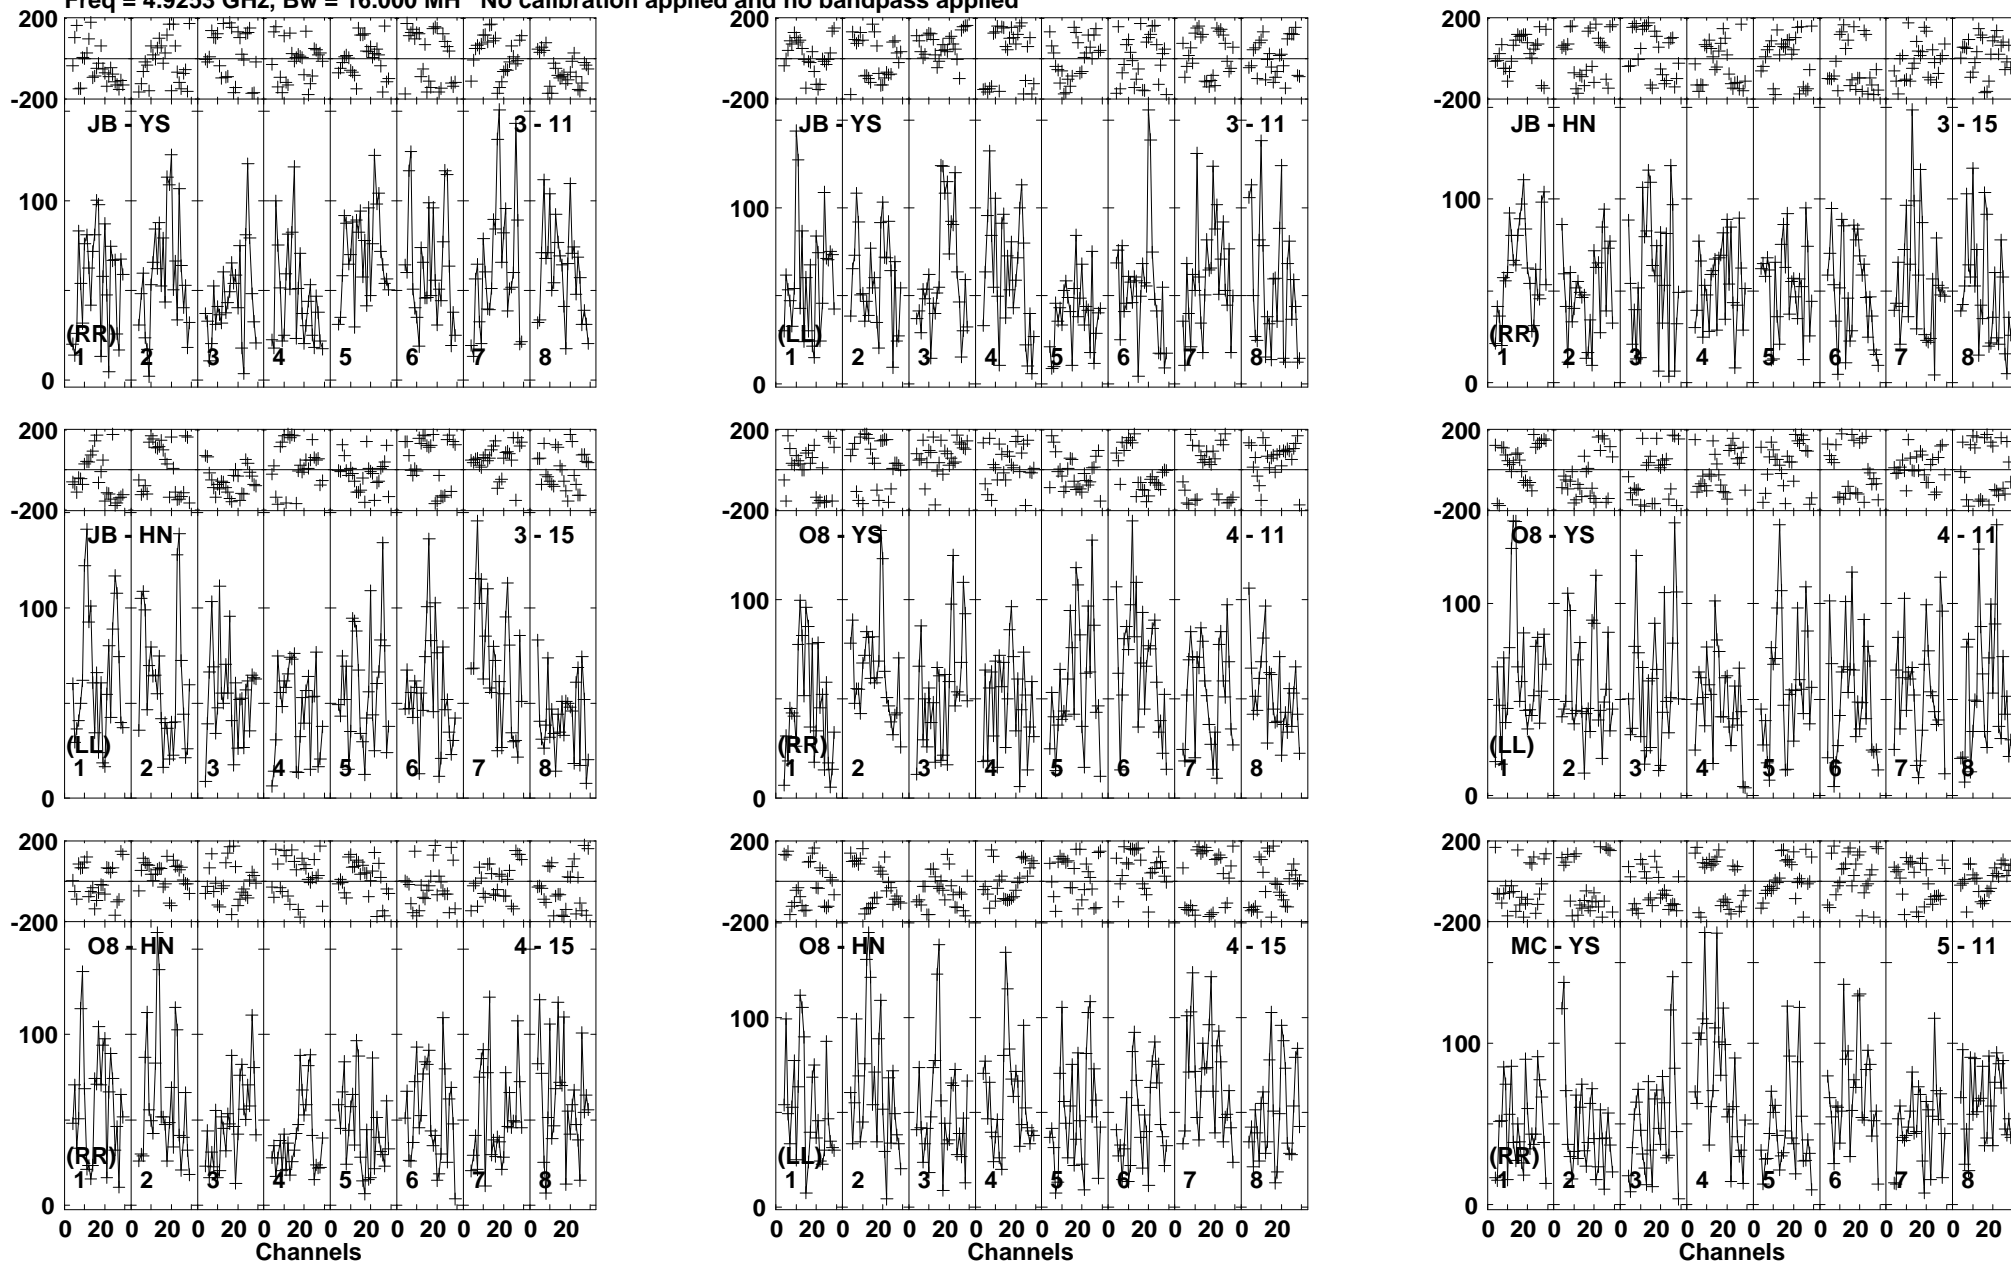 Freq = 4.9253 GHz, Bw = 16.000 MH No calibration applied and no bandpass applied
200 200 200
-200 -200 -200
JB - YS 3 - 11 JB - YS 3 - 11 JB - HN 3 - 15
100 100 100
(RR) (LL) (RR)
1 2 3 4 5 6 7 8 1 2 3 4 5 6 7 8 1 2 3 4 5 6 7 8
0 0 0
200 200 200
-200 -200 -200
JB - HN 3 - 15 O8 - YS 4 - 11 O8 - YS 4 - 11
100 100 100
(LL) (RR) (LL)
1 2 3 4 5 6 7 8 1 2 3 4 5 6 7 8 1 2 3 4 5 6 7 8
0 0 0
200 200 200
-200 -200 -200
O8 - HN 4 - 15 O8 - HN 4 - 15 MC - YS 5 - 11
100 100 100
(RR) (LL) (RR)
1 2 3 4 5 6 7 8 1 2 3 4 5 6 7 8 1 2 3 4 5 6 7 8
0 0 0
0 20 0 20 0 20 0 20 0 20 0 20 0 20 0 20 0 20 0 20 0 20 0 20 0 20 0 20 0 20 0 20 0 20 0 20 0 20 0 20 0 20 0 20 0 20 0 20
Channels Channels Channels